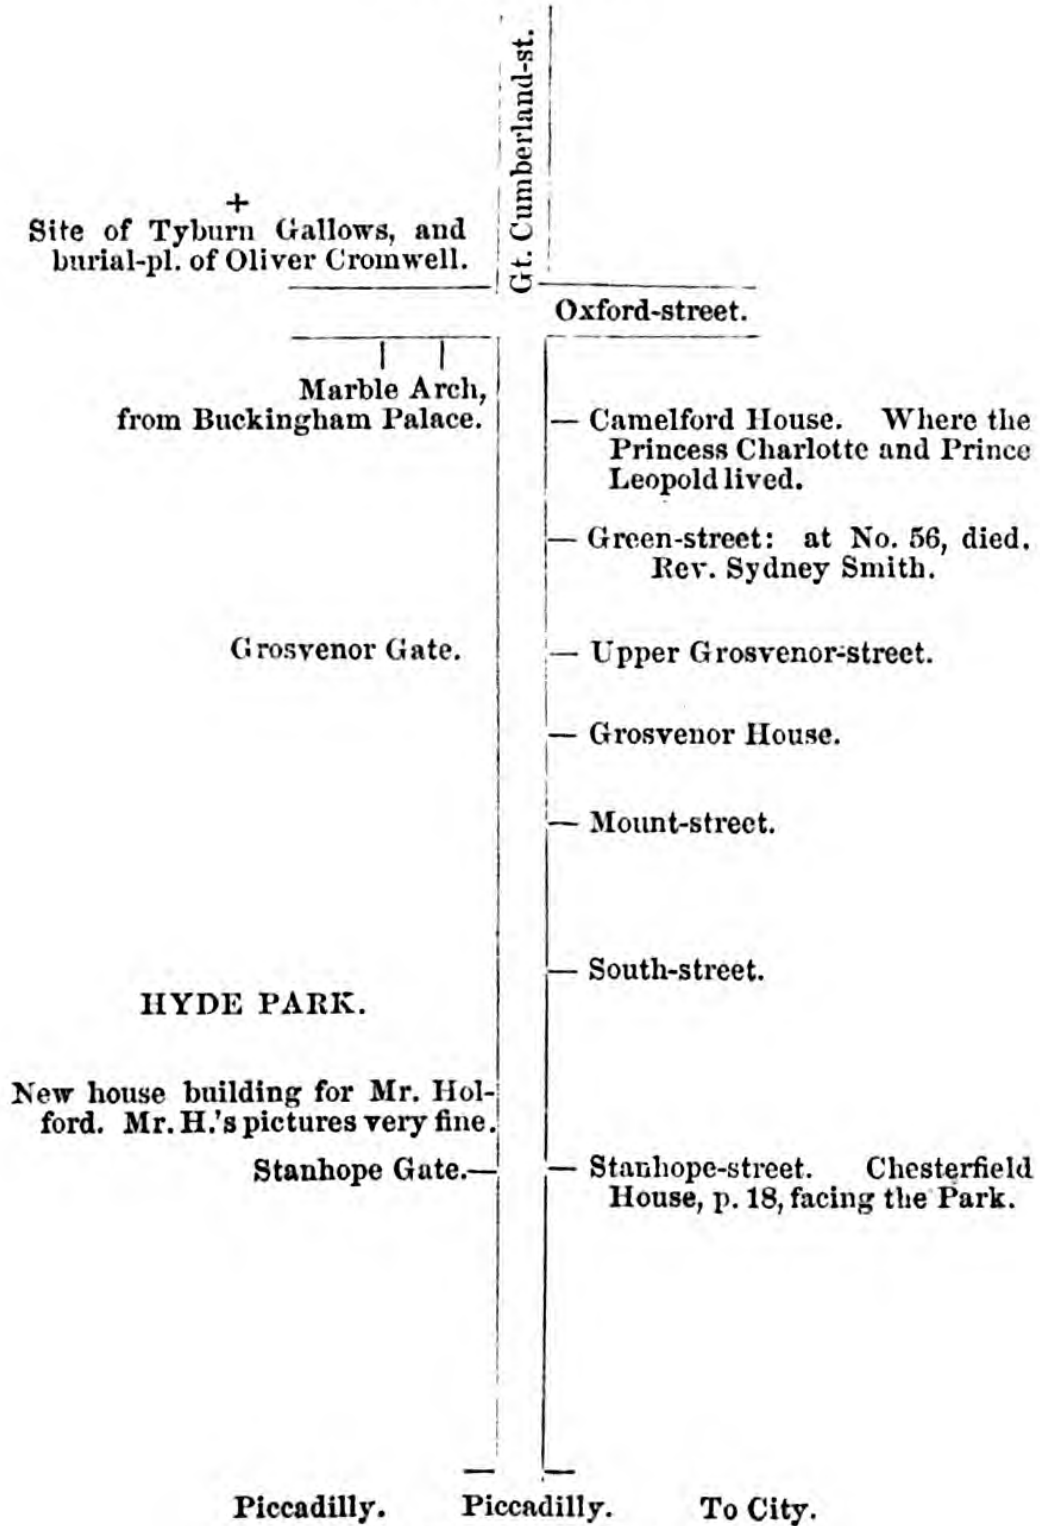 Gt. Cumberland-st.
+
Site of Tyburn Gallows, and
burial-pl. of Oliver Cromwell.
Oxford-street.
Marble Arch,
from Buckingham Palace.
Camelford House. Where the
Princess Charlotte and Prince
Leopold lived.
Green-street: at No. 56, died.
Rev. Sydney Smith.
Grosvenor Gate.
Upper Grosvenor-street.
Grosvenor House.
Mount-street.
South-street.
HYDE PARK.
New house building for Mr. Hol-
ford. Mr. H.'s pictures very fine.
Stanhope Gate.
Stanhope-street. Chesterfield
House, p. 18, facing the Park.
Piccadilly. Piccadilly. To City.